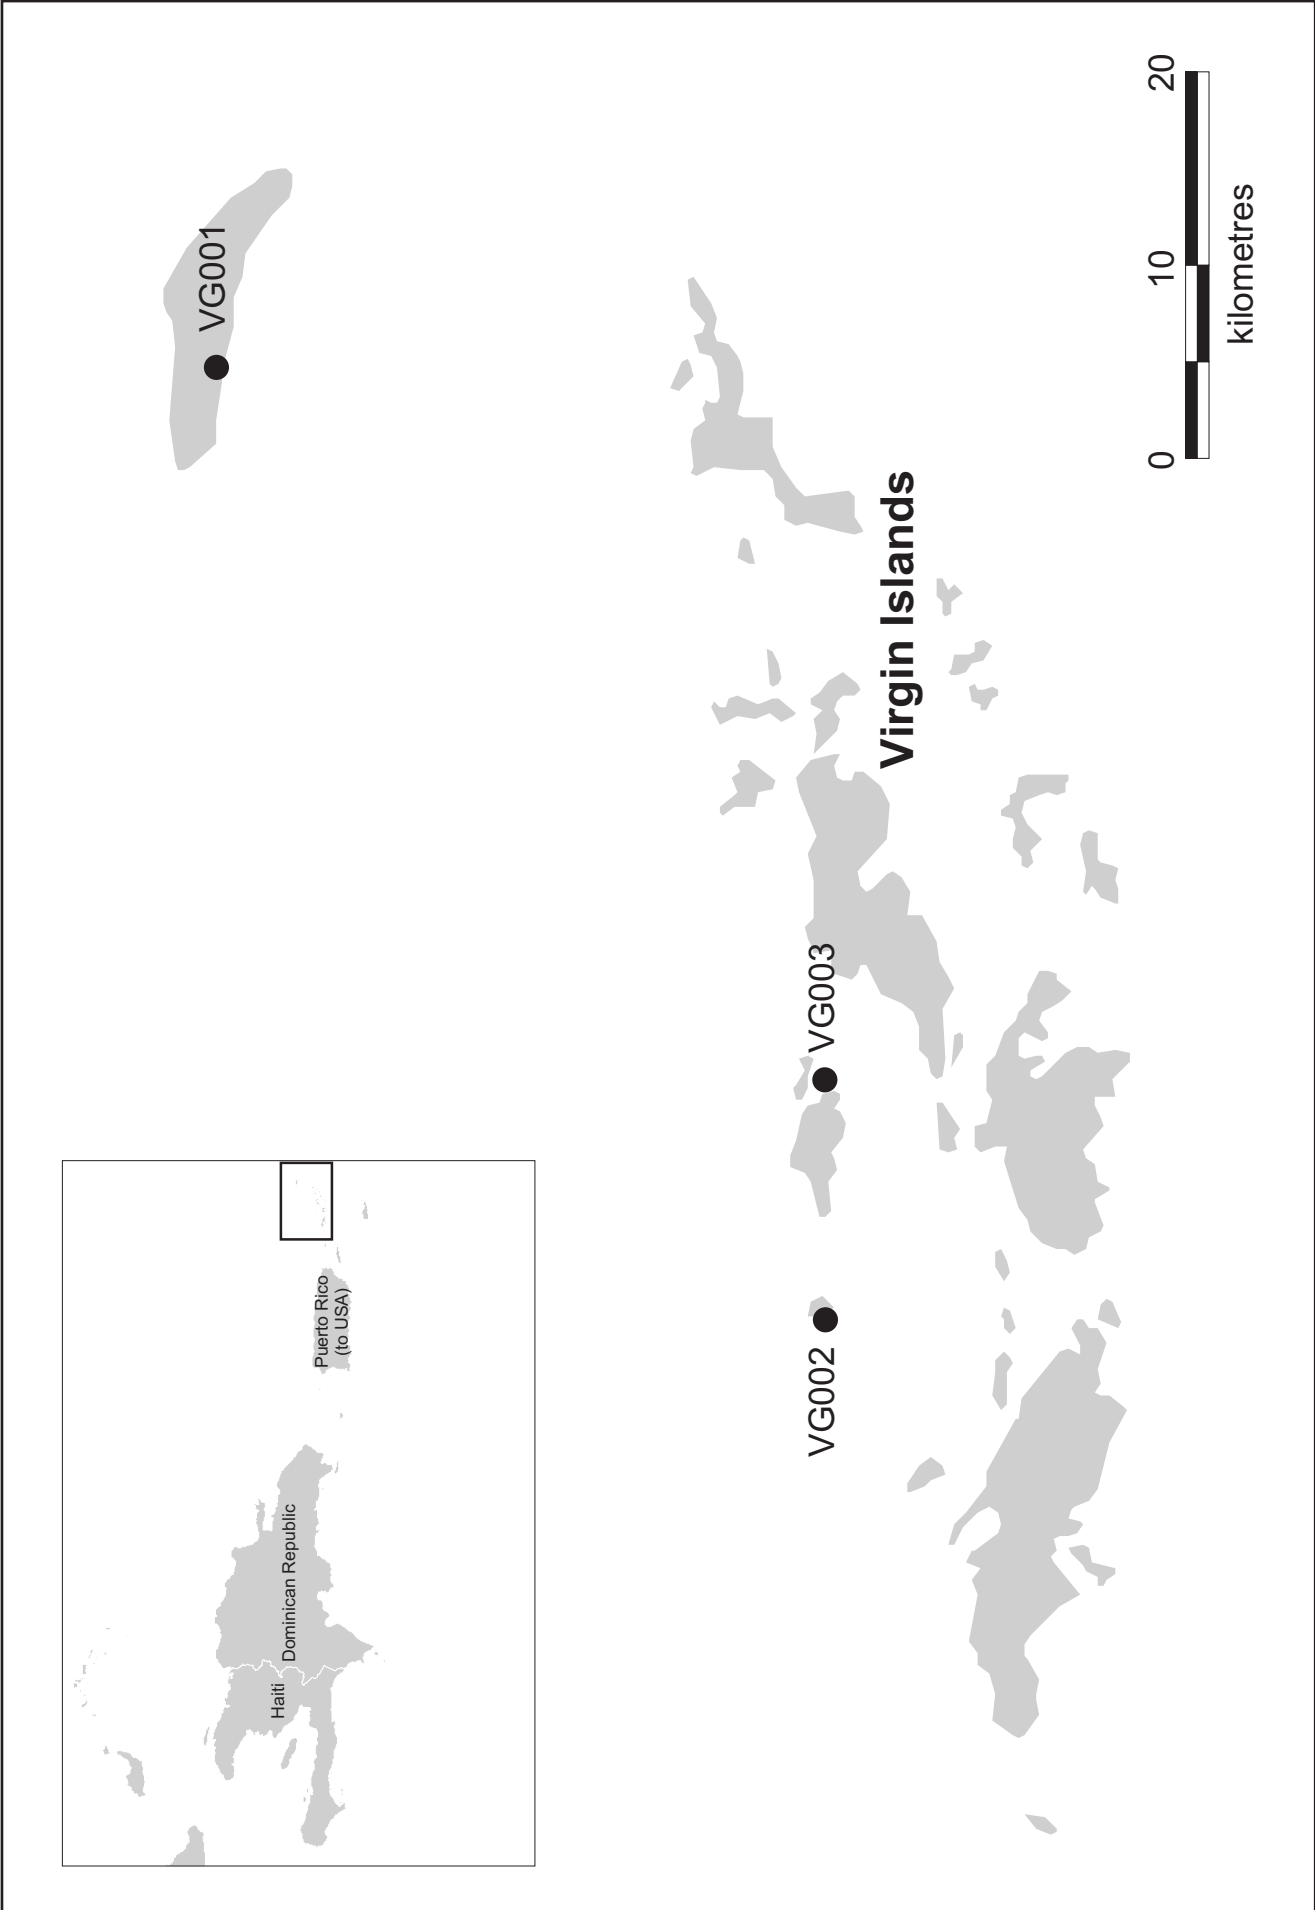 VG001
Virgin Islands
VG003
VG002
0
10
20
kilometres
Haiti
Dominican Republic
Puerto Rico
(to USA)